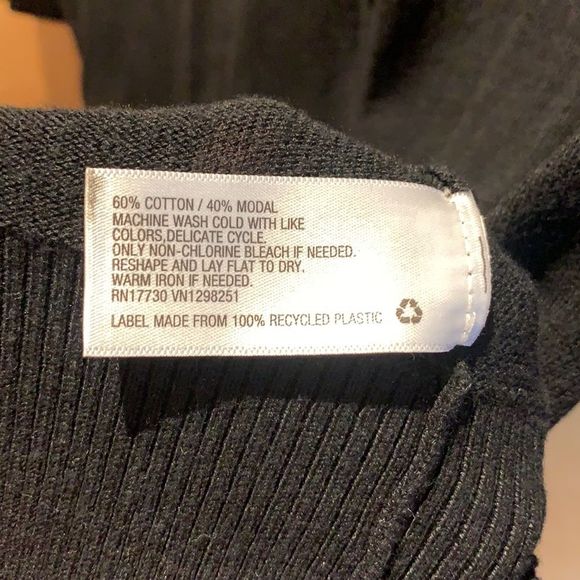 60% COTTON / 40% MODAL
MACHINE WASH COLD WITH LIKE
COLORS,DELICATE CYCLE.
ONLY NON-CHLORINE BLEACH IF NEEDED.
RESHAPE AND LAY FLAT TO DRY.
WARM IRON IF NEEDED.
RN17730 VN1298251
LABEL MADE FROM 100% RECYCLED PLASTIC